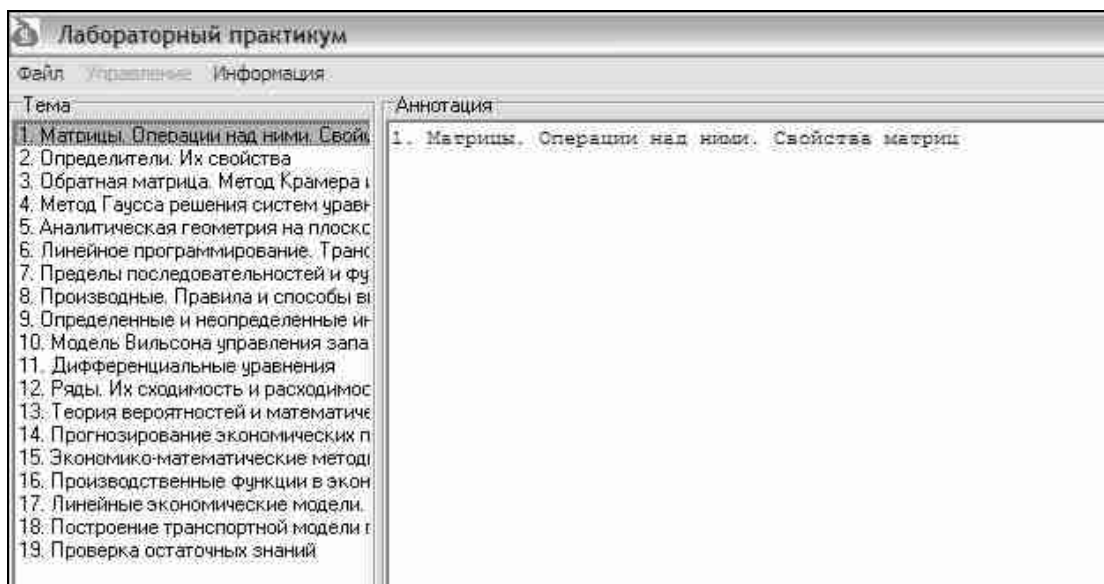 Лабораторный практикум
Файл Управление Информация
Тема
1. Матрицы. Операции над ними. Свой
2. Определители. Их свойства
3. Обратная матрица. Метод Крамера и
4. Метод Гаусса решения систем уравн
5. Аналитическая геометрия на плоско
6. Линейное программирование. Транс
7. Пределы последовательностей и фу
8. Производные. Правила и способы вы
9. Определенные и неопределенные ин
10. Модель Вильсона управления запа
11. Дифференциальные уравнения
12. Ряды. Их сходимость и расходимос
13. Теория вероятностей и математиче
14. Прогнозирование экономических п
15. Экономико-математические методы
16. Производственные функции в экон
17. Линейные экономические модели.
18. Построение транспортной модели п
19. Проверка остаточных знаний
Аннотация
1. Матрицы. Операции над ними. Свойства матриц